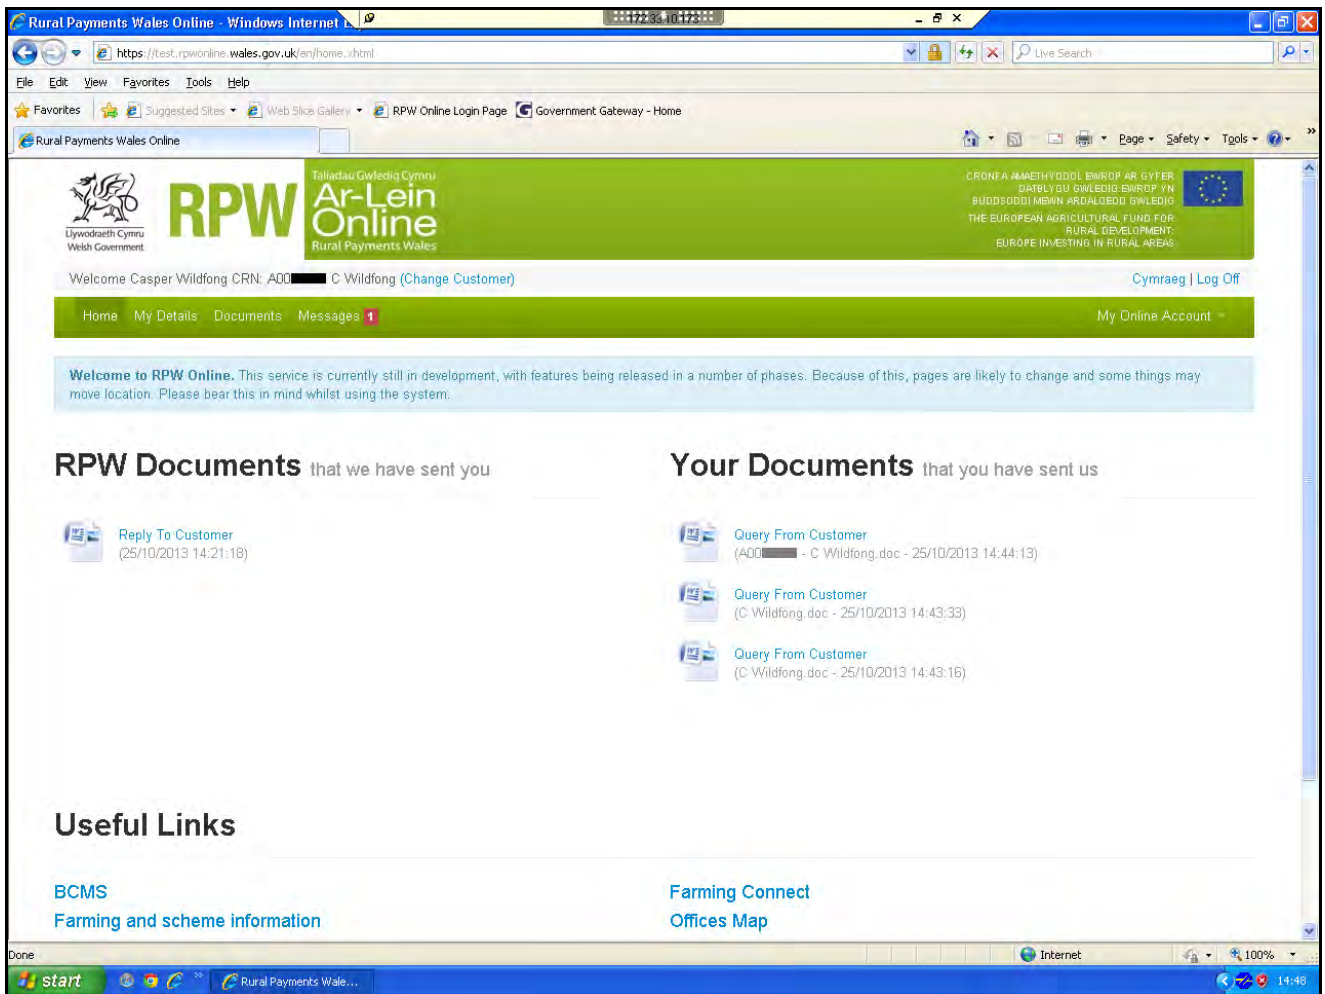 Rural Payments Wales Online - Windows Internet
172.33.10.173
https://test.rpwonline.wales.gov.uk/en/home.xhtml
Live Search
File Edit View Favorites Tools Help
Favorites Suggested Sites Web Slice Gallery RPW Online Login Page Government Gateway - Home
Rural Payments Wales Online
Page Safety Tools
Llywodraeth Cymru
Welsh Government
RPW
Taliadau Gwledig Cymru
Ar-Lein
Online
Rural Payments Wales
CRONFA AMAETHYDDOL EWROP AR GYFER
DATBLYGU GWLEDIG: EWROP YN
BUDDSODDI MEWN ARDALOEDD GWLEDIG
THE EUROPEAN AGRICULTURAL FUND FOR
RURAL DEVELOPMENT:
EUROPE INVESTING IN RURAL AREAS
Welcome Casper Wildfong CRN: A00 C Wildfong (Change Customer)
Cymraeg | Log Off
Home My Details Documents Messages 1
My Online Account
Welcome to RPW Online. This service is currently still in development, with features being released in a number of phases. Because of this, pages are likely to change and some things may
move location. Please bear this in mind whilst using the system.
RPW Documents that we have sent you
Reply To Customer
(25/10/2013 14:21:18)
Your Documents that you have sent us
Query From Customer
(A00 - C Wildfong.doc - 25/10/2013 14:44:13)
Query From Customer
(C Wildfong.doc - 25/10/2013 14:43:33)
Query From Customer
(C Wildfong.doc - 25/10/2013 14:43:16)
Useful Links
BCMS
Farming and scheme information
Farming Connect
Offices Map
Done
Internet
100%
start
Rural Payments Wale...
14:48